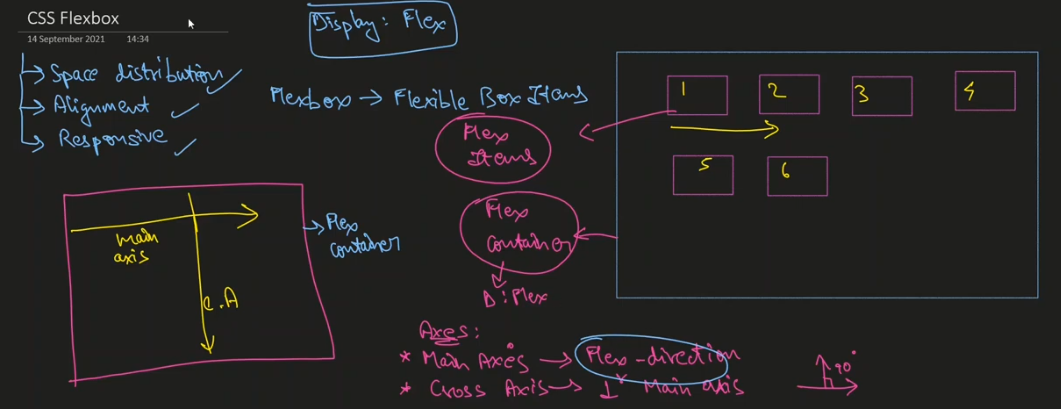 CSS Flexbox
14 September 2021 14:34
Display: Flex
Space distribution
Alignment
Responsive
Flexbox → Flexible Box Items
Flex
Items
Flex
container
D: Flex
1 2 3 4
5 6
main
axis
C.A
Flex
container
Axes:
* Main Axes → Flex-direction
* Cross Axis → ⊥r Main axis
90°